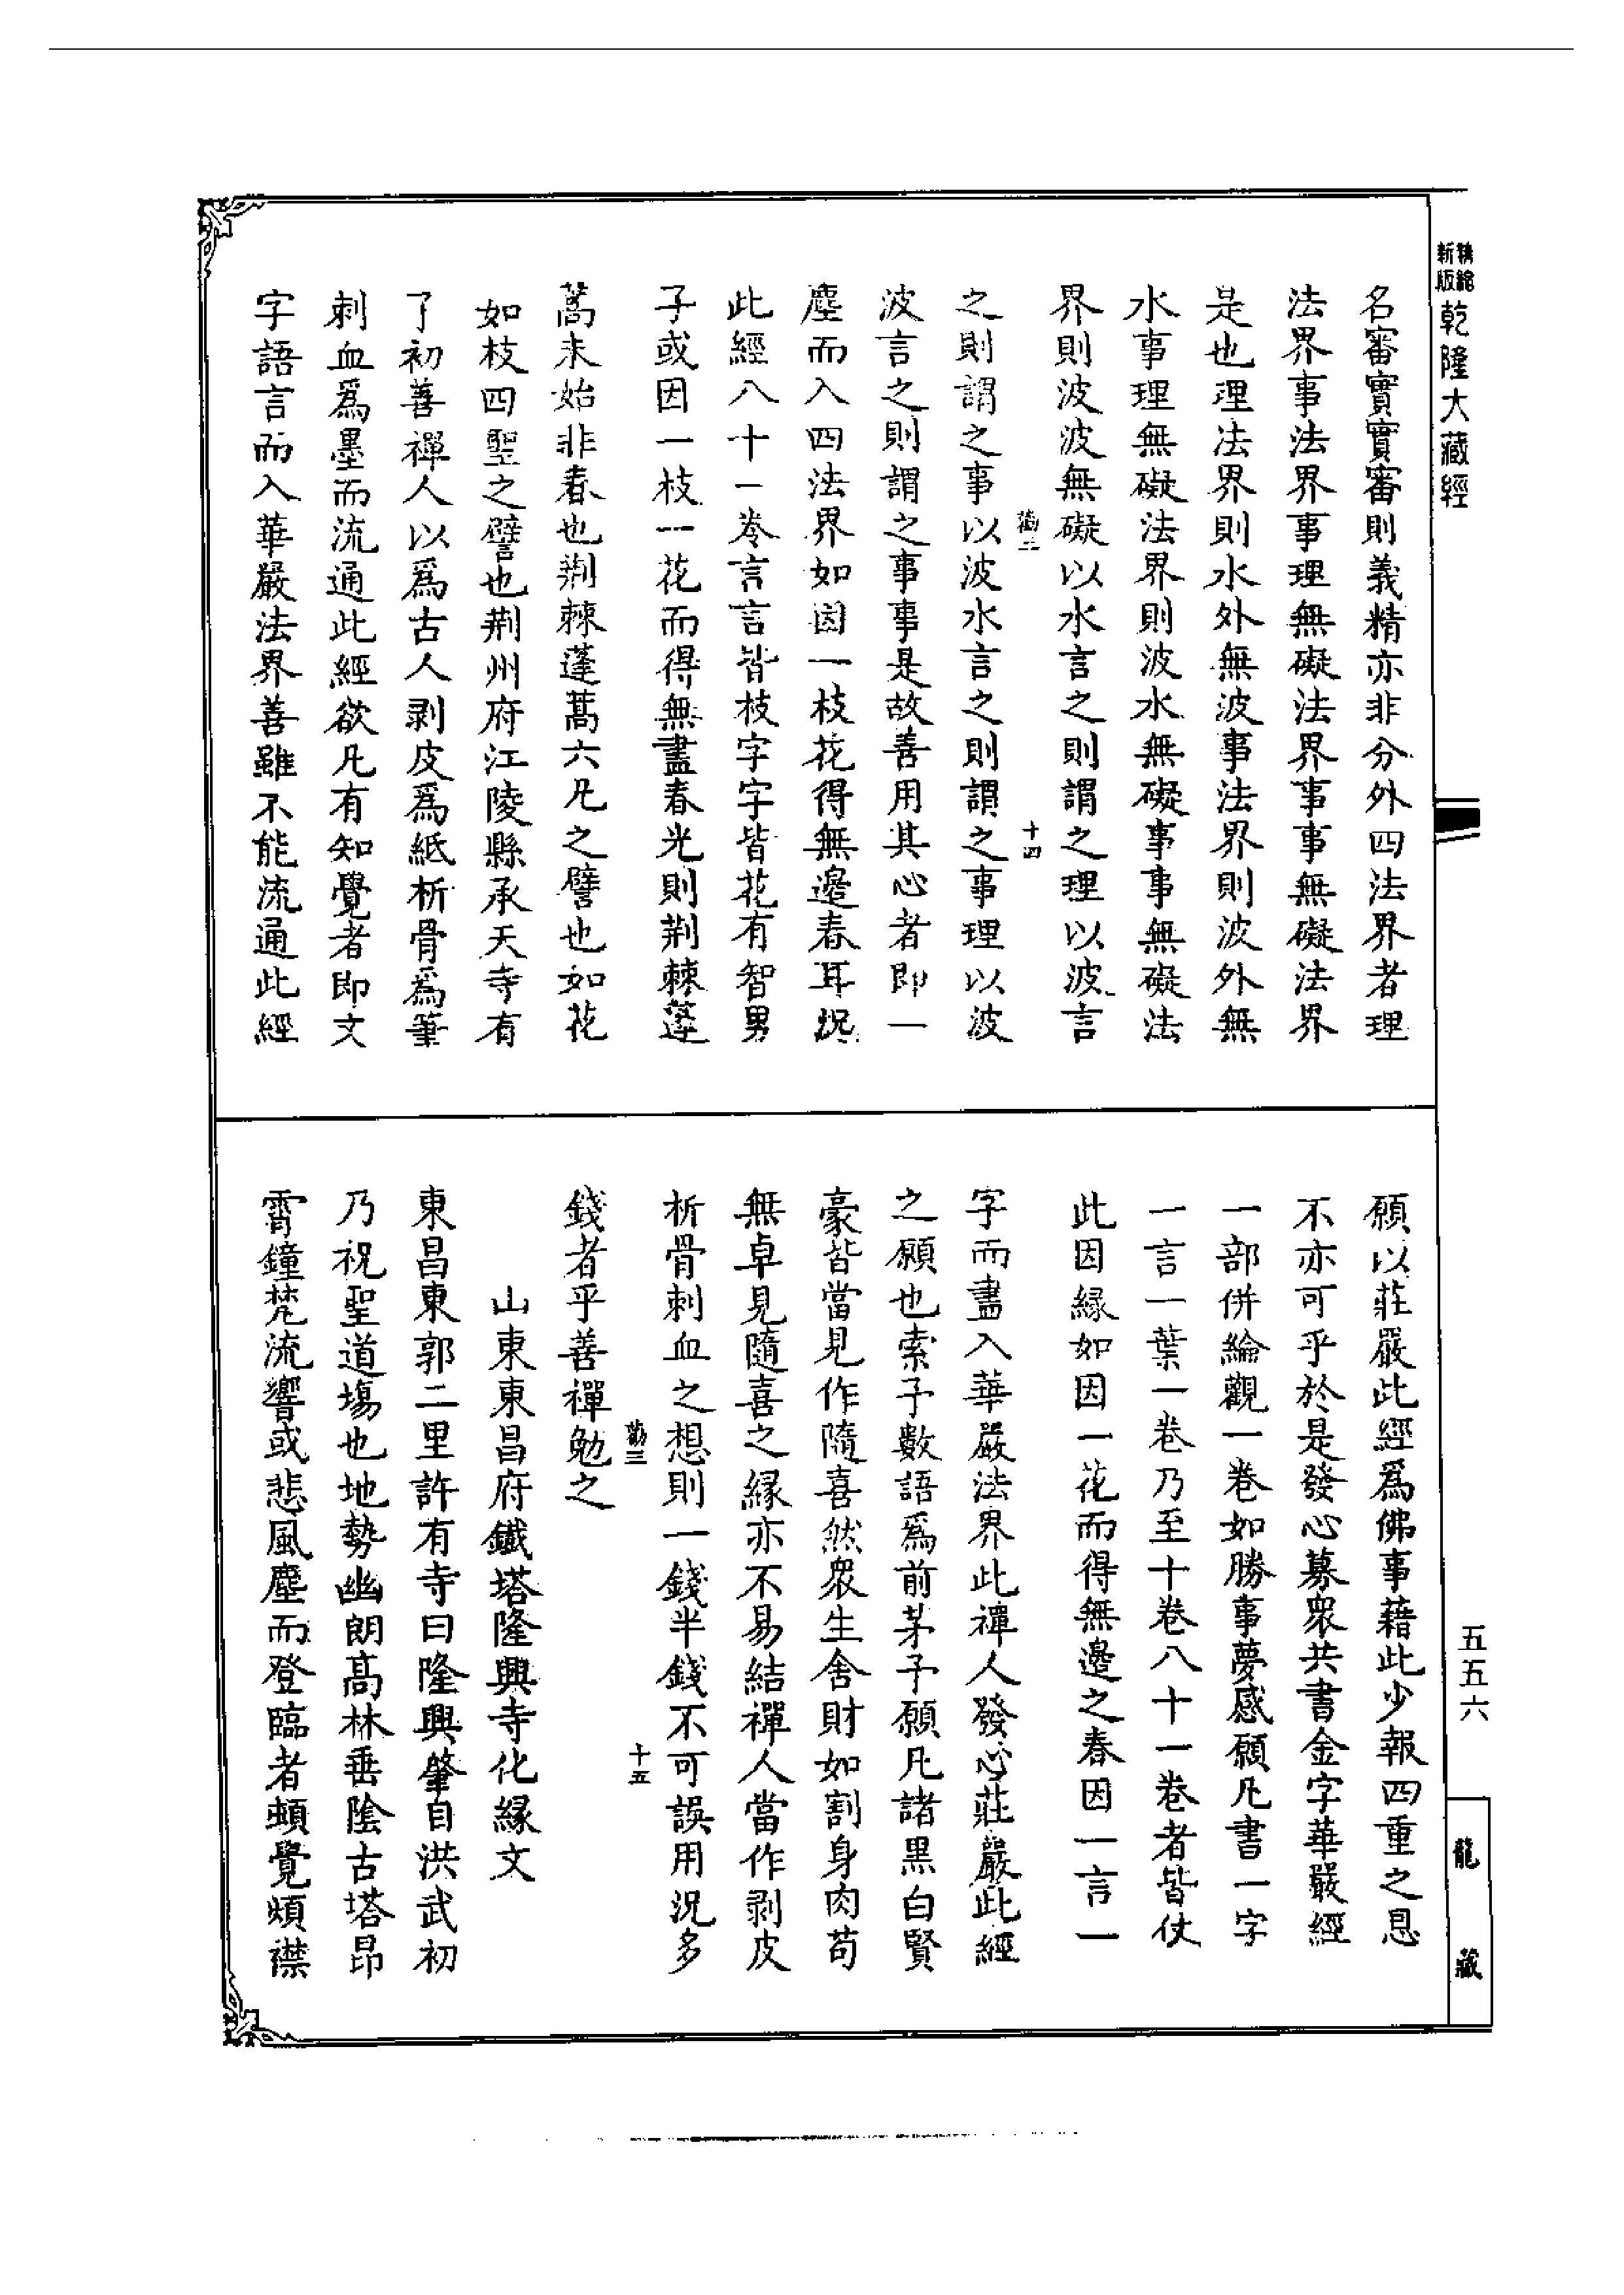 精縮新版乾隆大藏經
名審實實審則義精亦非分外四法界者理
法界事法界事理無礙法界事事無礙法界
是也理法界則水外無波事法界則波外無
水事理無礙法界則波水無礙事事無礙法
界則波波無礙以水言之則謂之理以波言
勸二 十四
之則謂之事以波水言之則謂之事理以波
波言之則謂之事事是故善用其心者即一
塵而入四法界如因一枝花得無邊春耳況
此經八十一卷言言皆枝字字皆花有智男
子或因一枝一花而得無盡春光則荆棘蓬
蒿未始非春也荆棘蓬蒿六凡之譬也如花
如枝四聖之譬也荆州府江陵縣承天寺有
了初善禪人以爲古人剥皮爲紙析骨爲筆
刺血爲墨而流通此經欲凡有知覺者即文
字語言而入華嚴法界善雖不能流通此經
願以莊嚴此經爲佛事藉此少報四重之恩
不亦可乎於是發心募衆共書金字華嚴經
一部併綸觀一卷如勝事夢感願凡書一字
一言一葉一卷乃至十卷八十一卷者皆仗
此因緣如因一花而得無邊之春因一言一
字而盡入華嚴法界此禪人發心莊嚴此經
之願也索予數語爲前茅予願凡諸黑白賢
豪皆當見作隨喜然衆生舍財如割身肉苟
無卓見隨喜之緣亦不易結禪人當作剥皮
析骨刺血之想則一錢半錢不可誤用況多
勸三 十五
錢者乎善禪勉之
山東東昌府鐵塔隆興寺化緣文
東昌東郭二里許有寺曰隆興肇自洪武初
乃祝聖道場也地勢幽朗高林垂陰古塔昂
霄鐘梵流響或悲風塵而登臨者頓覺煩襟
五五六
龍藏